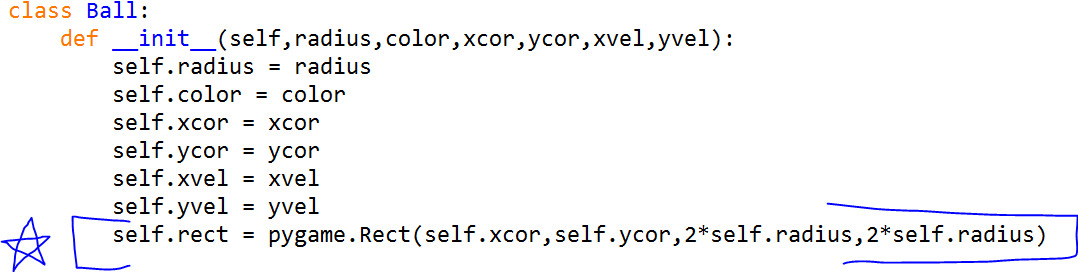 class Ball:
    def __init__(self,radius,color,xcor,ycor,xvel,yvel):
        self.radius = radius
        self.color = color
        self.xcor = xcor
        self.ycor = ycor
        self.xvel = xvel
        self.yvel = yvel
        self.rect = pygame.Rect(self.xcor,self.ycor,2*self.radius,2*self.radius)